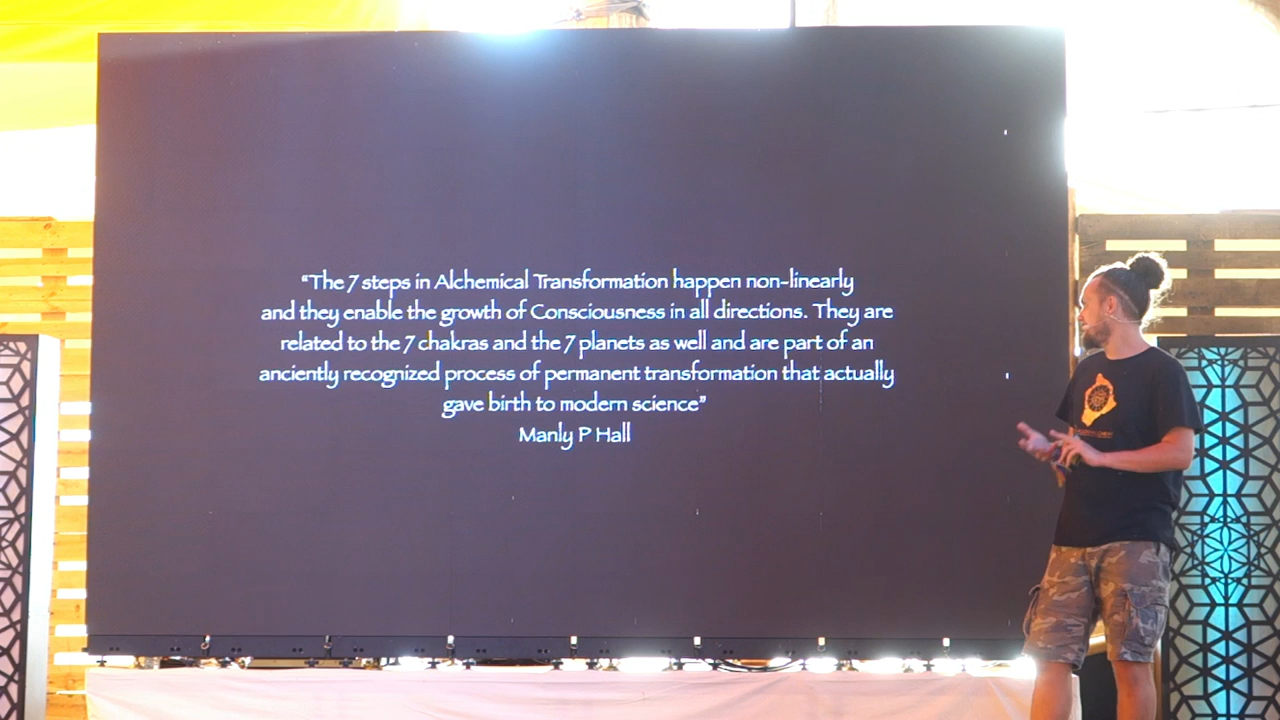 “The 7 steps in Alchemical Transformation happen non-linearly
and they enable the growth of Consciousness in all directions. They are
related to the 7 chakras and the 7 planets as well and are part of an
anciently recognized process of permanent transformation that actually
gave birth to modern science”
Manly P Hall